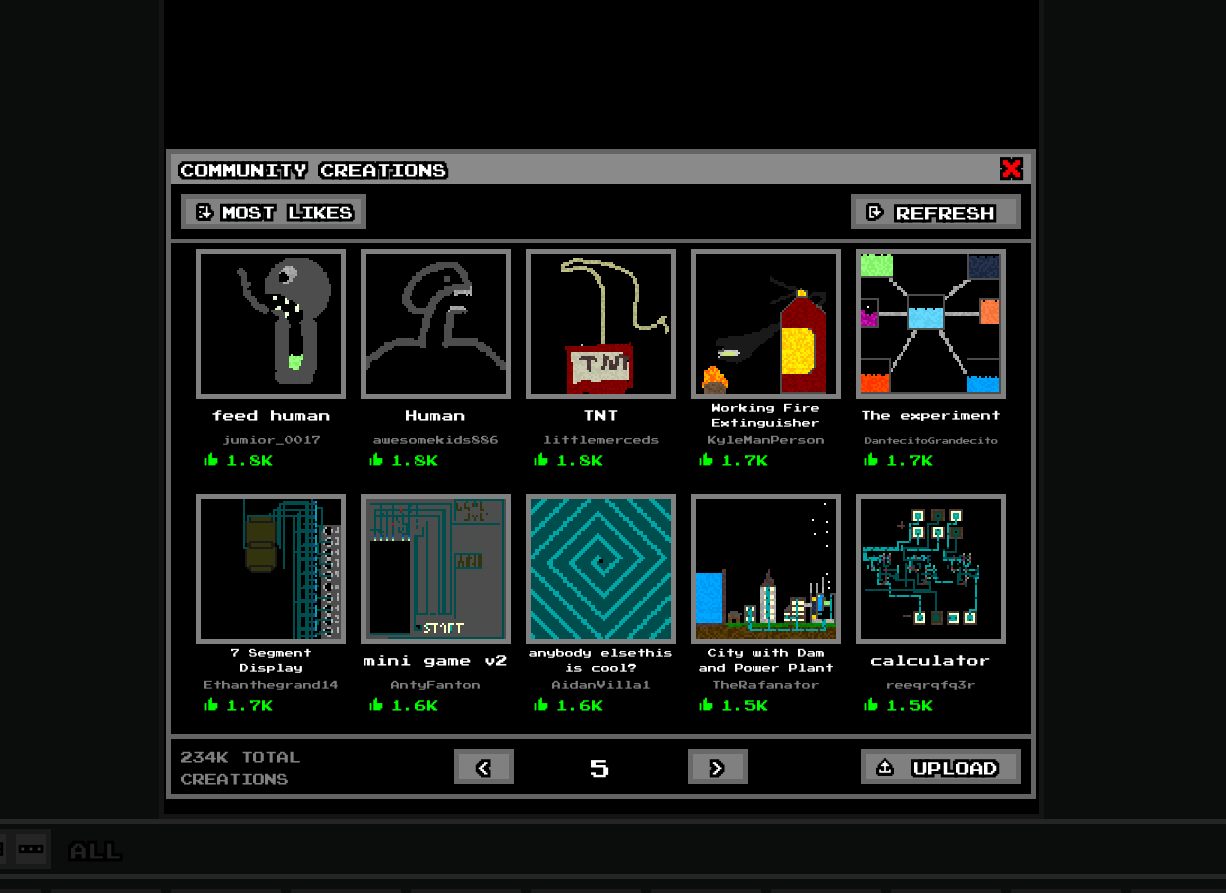 COMMUNITY CREATIONS
MOST LIKES
REFRESH
TNT
feed human
Human
TNT
Working Fire
Extinguisher
The experiment
jumior_0017
awesomekids886
littlemerceds
KyleManPerson
DantecitoGrandecito
1.8K
1.8K
1.8K
1.7K
1.7K
START
7 Segment
Display
mini game v2
anybody elsethis
is cool?
City with Dam
and Power Plant
calculator
Ethanthegrand14
AntyFanton
AidanVilla1
TheRafanator
reeqrqfq3r
1.7K
1.6K
1.6K
1.5K
1.5K
234K TOTAL
CREATIONS
5
UPLOAD
ALL